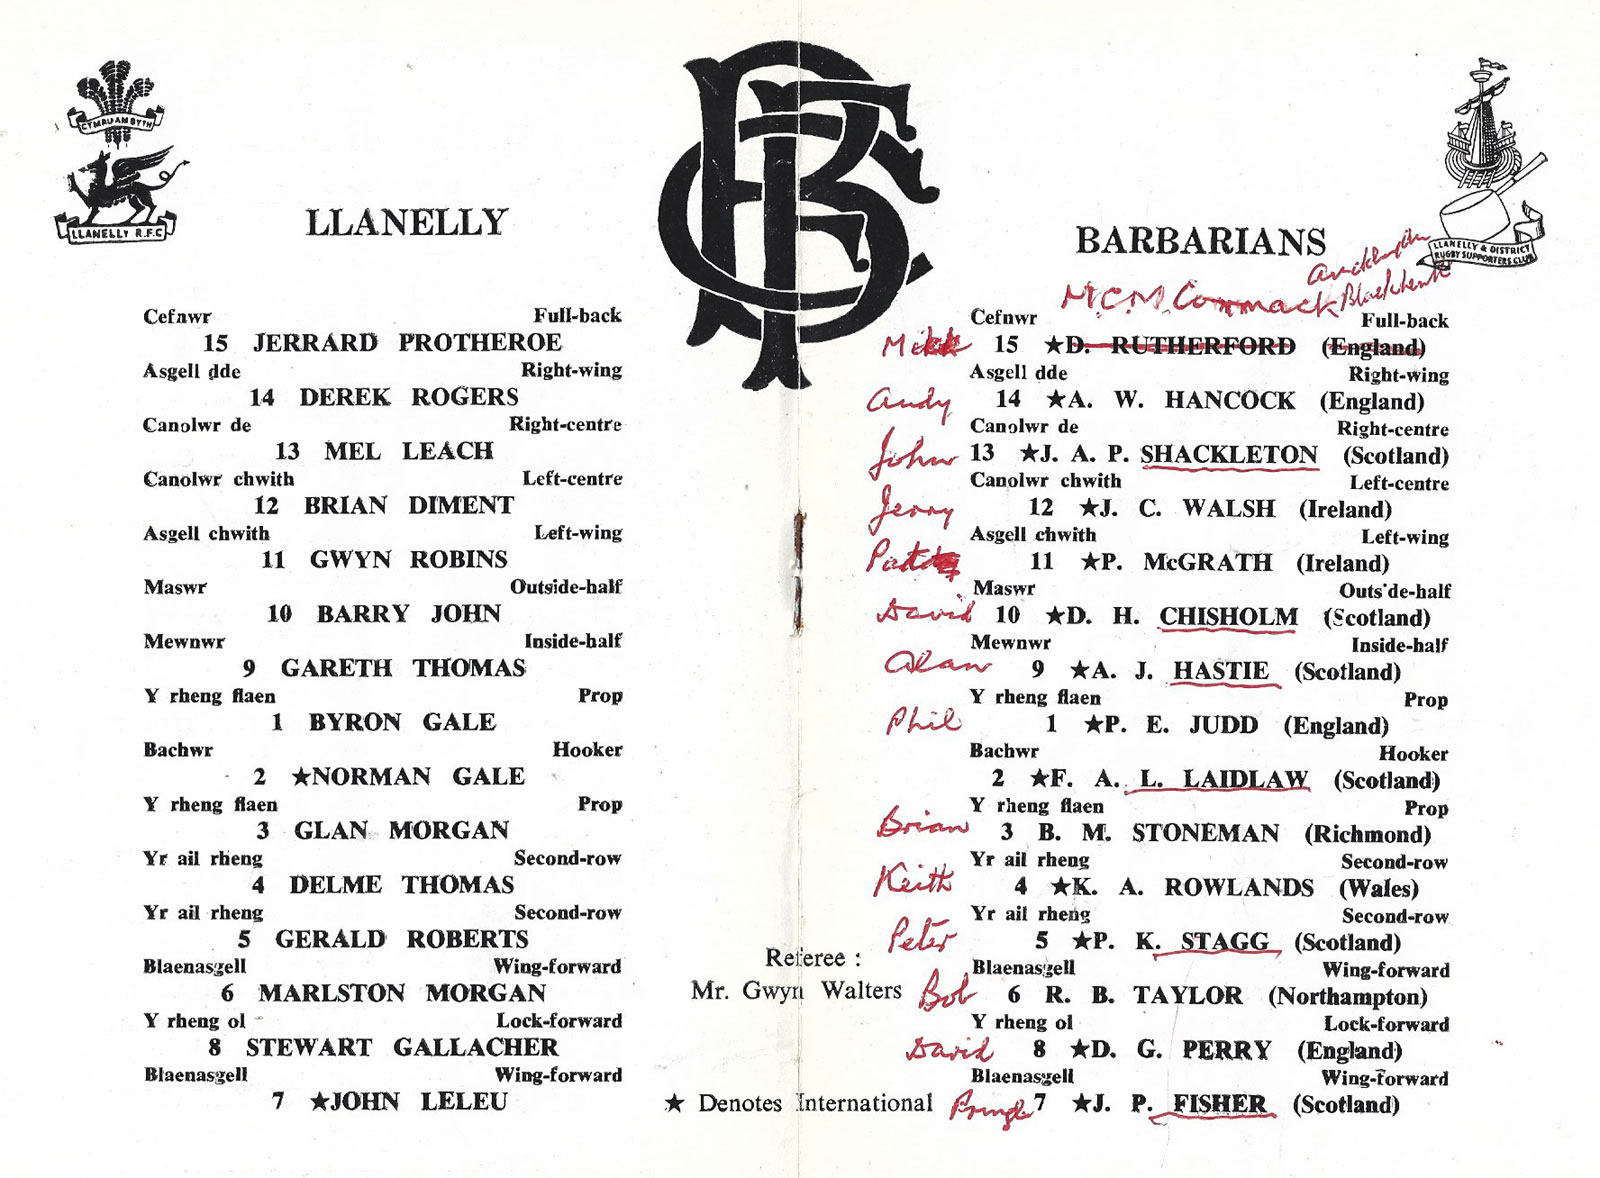 CYMRU AM BYTH
LLANELLY R.F.C
LLANELLY
Cefnwr Full-back
15 JERRARD PROTHEROE
Asgell dde Right-wing
14 DEREK ROGERS
Canolwr de Right-centre
13 MEL LEACH
Canolwr chwith Left-centre
12 BRIAN DIMENT
Asgell chwith Left-wing
11 GWYN ROBINS
Maswr Outside-half
10 BARRY JOHN
Mewnwr Inside-half
9 GARETH THOMAS
Y rheng flaen Prop
1 BYRON GALE
Bachwr Hooker
2 ★NORMAN GALE
Y rheng flaen Prop
3 GLAN MORGAN
Yr ail rheng Second-row
4 DELME THOMAS
Yr ail rheng Second-row
5 GERALD ROBERTS
Blaenasgell Wing-forward
6 MARLSTON MORGAN
Y rheng ol Lock-forward
8 STEWART GALLACHER
Blaenasgell Wing-forward
7 ★JOHN LELEU
BFC
Referee :
Mr. Gwyn Walters
★ Denotes International
LLANELLY & DISTRICT
RUGBY SUPPORTERS CLUB
BARBARIANS
M.C.M. Cormmack Blackheath
Cefnwr Full-back
15 ★D. RUTHERFORD (England)
Asgell dde Right-wing
Andy 14 ★A. W. HANCOCK (England)
Canolwr de Right-centre
John 13 ★J. A. P. SHACKLETON (Scotland)
Canolwr chwith Left-centre
Jerry 12 ★J. C. WALSH (Ireland)
Asgell chwith Left-wing
11 ★P. McGRATH (Ireland)
Maswr Outs'de-half
David 10 ★D. H. CHISHOLM (Scotland)
Mewnwr Inside-half
Alan 9 ★A. J. HASTIE (Scotland)
Y rheng flaen Prop
Phil 1 ★P. E. JUDD (England)
Bachwr Hooker
2 ★F. A. L. LAIDLAW (Scotland)
Y rheng flaen Prop
Brian 3 B. M. STONEMAN (Richmond)
Yr ail rheng Second-row
Keith 4 ★K. A. ROWLANDS (Wales)
Yr ail rheng Second-row
Peter 5 ★P. K. STAGG (Scotland)
Blaenasgell Wing-forward
Bob 6 R. B. TAYLOR (Northampton)
Y rheng ol Lock-forward
David 8 ★D. G. PERRY (England)
Blaenasgell Wing-forward
Pringle 7 ★J. P. FISHER (Scotland)